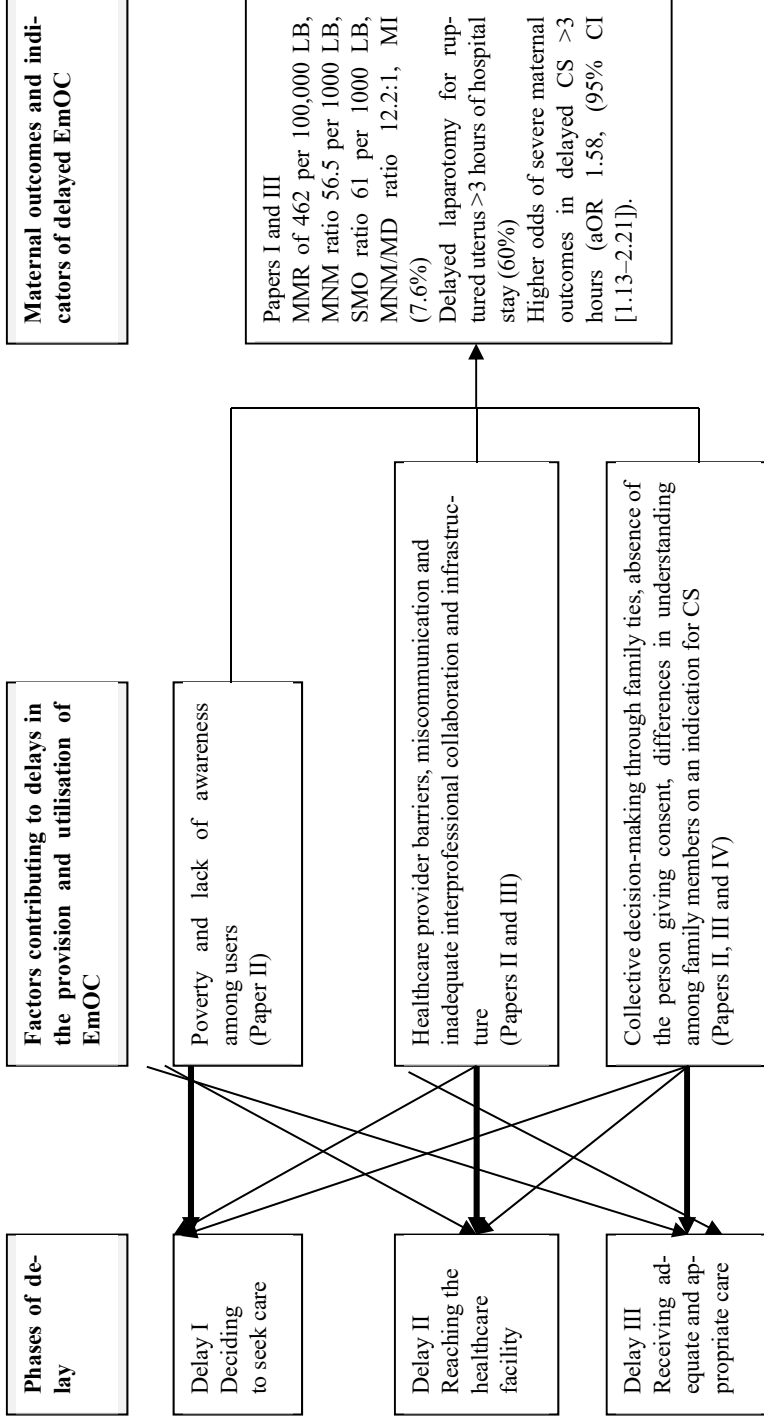 Phases of de-
lay
Delay I
Deciding
to seek care
Delay II
Reaching the
healthcare
facility
Delay III
Receiving ad-
equate and ap-
propriate care
Factors contributing to delays in
the provision and utilisation of
EmOC
Poverty and lack of awareness
among users
(Paper II)
Healthcare provider barriers, miscommunication and
inadequate interprofessional collaboration and infrastruc-
ture
(Papers II and III)
Collective decision-making through family ties, absence of
the person giving consent, differences in understanding
among family members on an indication for CS
(Papers II, III and IV)
Maternal outcomes and indi-
cators of delayed EmOC
Papers I and III
MMR of 462 per 100,000 LB,
MNM ratio 56.5 per 1000 LB,
SMO ratio 61 per 1000 LB,
MNM/MD ratio 12.2:1, MI
(7.6%)
Delayed laparotomy for rup-
tured uterus >3 hours of hospital
stay (60%)
Higher odds of severe maternal
outcomes in delayed CS >3
hours (aOR 1.58, (95% CI
[1.13–2.21]).